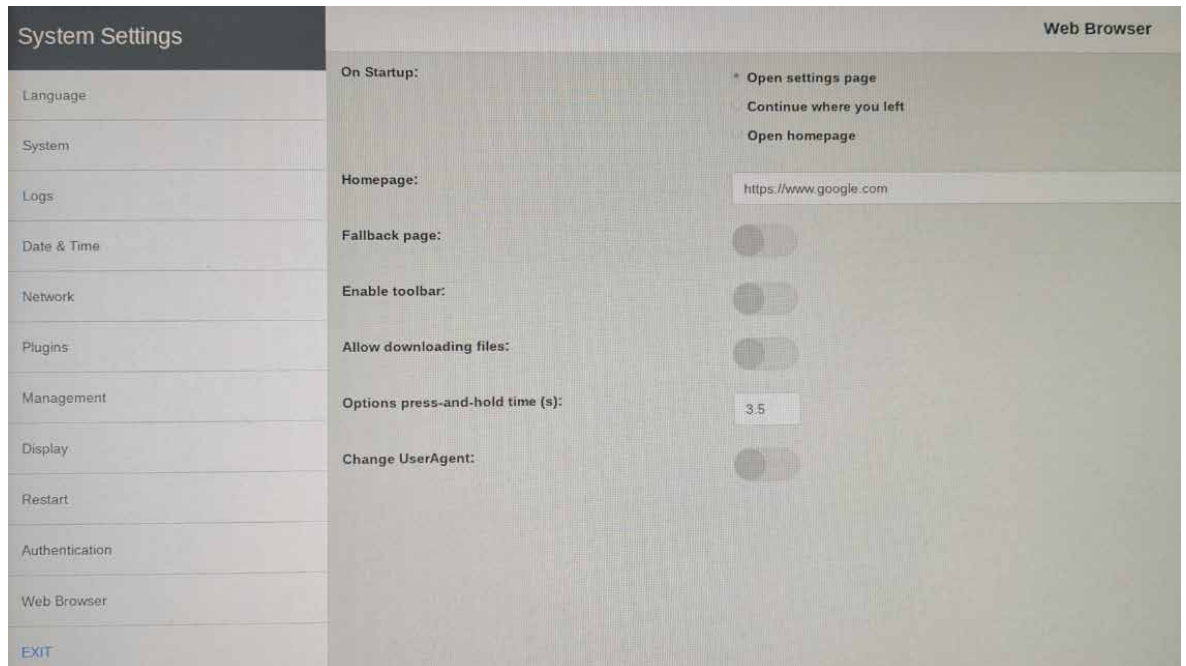 System Settings
Language
System
Logs
Date & Time
Network
Plugins
Management
Display
Restart
Authentication
Web Browser
EXIT
Web Browser
On Startup:
Open settings page
Continue where you left
Open homepage
Homepage:
https://www.google.com
Fallback page:
Enable toolbar:
Allow downloading files:
Options press-and-hold time (s):
3.5
Change UserAgent: